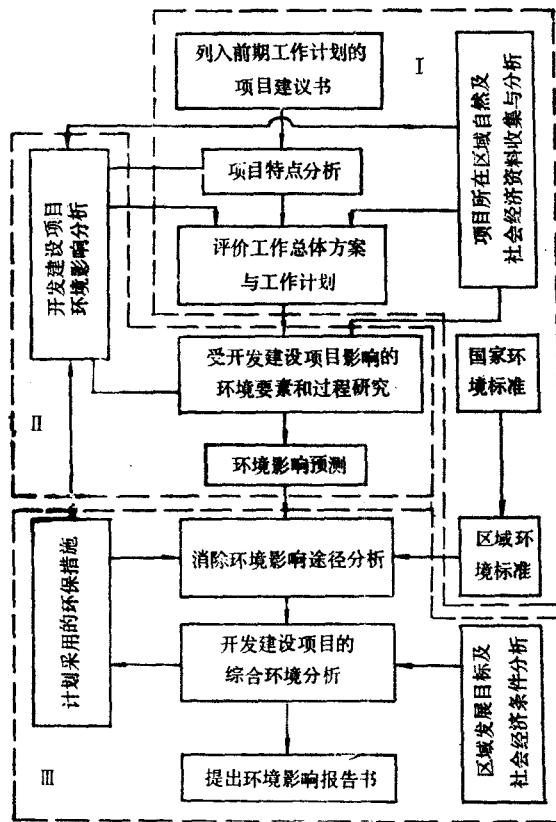 列入前期工作计划的
项目建议书
Ⅰ
项目所在区域自然及
社会经济资料收集与分析
项目特点分析
开发建设项目
环境影响分析
评价工作总体方案
与工作计划
受开发建设项目影响的
环境要素和过程研究
国家环
境标准
Ⅱ
环境影响预测
计划采用的环保措施
消除环境影响途径分析
区域环
境标准
开发建设项目的
综合环境分析
区域发展目标及
社会经济条件分析
Ⅲ
提出环境影响报告书